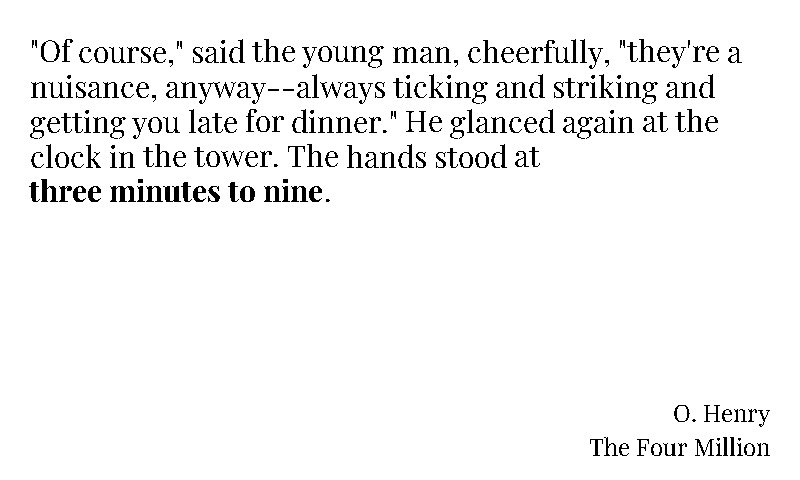 "Of course," said the young man, cheerfully, "they're a
nuisance, anyway--always ticking and striking and
getting you late for dinner." He glanced again at the
clock in the tower. The hands stood at
three minutes to nine.
O. Henry
The Four Million